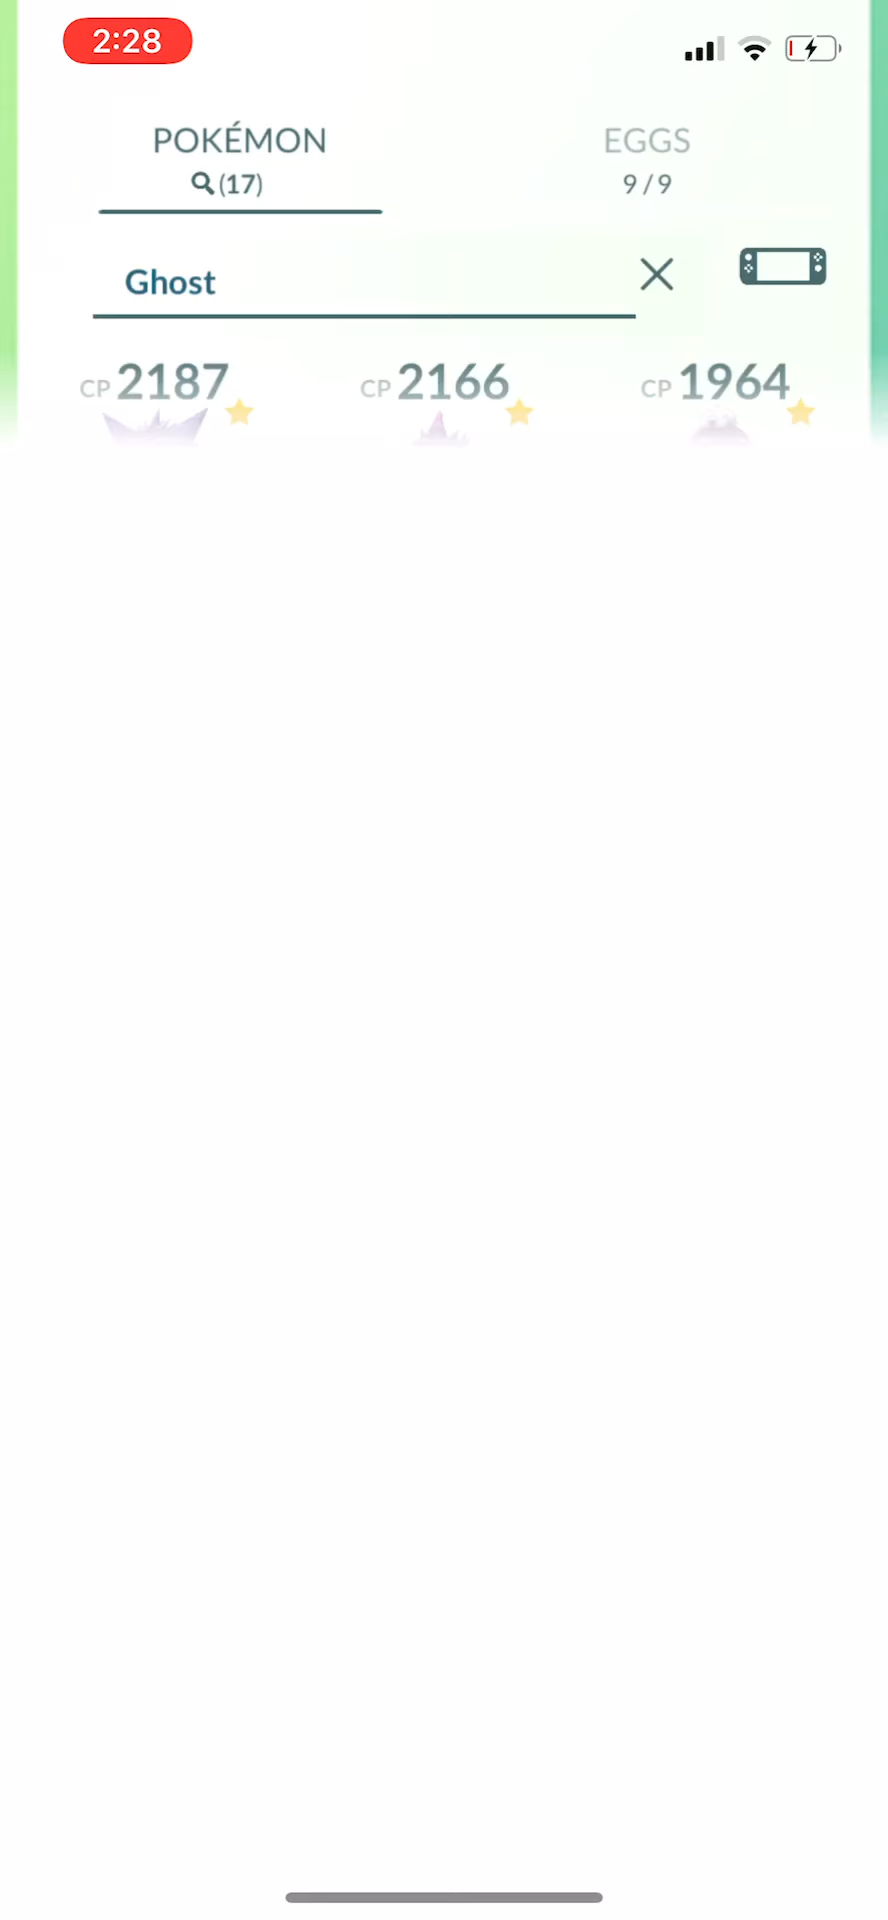 2:28
POKÉMON
(17)
EGGS
9/9
Ghost
CP 2187
CP 2166
CP 1964